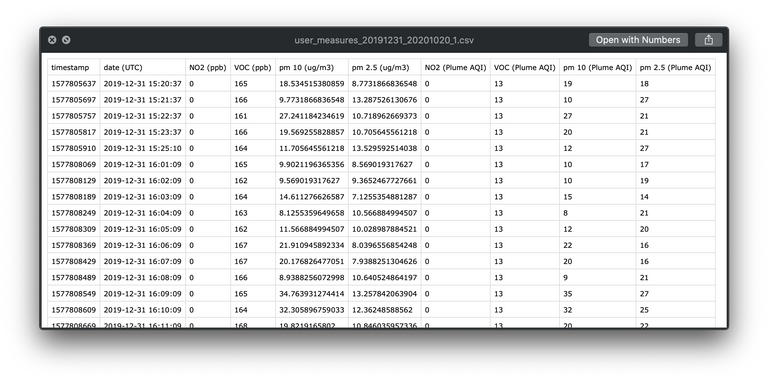 user_measures_20191231_20201020_1.csv
Open with Numbers
timestamp date (UTC) NO2 (ppb) VOC (ppb) pm 10 (ug/m3) pm 2.5 (ug/m3) NO2 (Plume AQI) VOC (Plume AQI) pm 10 (Plume AQI) pm 2.5 (Plume AQI)
1577805637 2019-12-31 15:20:37 0 165 18.534515380859 8.7731866836548 0 13 19 18
1577805697 2019-12-31 15:21:37 0 166 9.7731866836548 13.287526130676 0 13 10 27
1577805757 2019-12-31 15:22:37 0 161 27.241184234619 10.718962669373 0 13 27 21
1577805817 2019-12-31 15:23:37 0 166 19.569255828857 10.705645561218 0 13 20 21
1577805910 2019-12-31 15:25:10 0 164 11.705645561218 13.529592514038 0 13 12 27
1577808069 2019-12-31 16:01:09 0 165 9.9021196365356 8.569019317627 0 13 10 17
1577808129 2019-12-31 16:02:09 0 162 9.569019317627 9.3652467727661 0 13 10 19
1577808189 2019-12-31 16:03:09 0 164 14.611276626587 7.1255354881287 0 13 15 14
1577808249 2019-12-31 16:04:09 0 163 8.1255359649658 10.566884994507 0 13 8 21
1577808309 2019-12-31 16:05:09 0 162 11.566884994507 10.028987884521 0 13 12 20
1577808369 2019-12-31 16:06:09 0 164 21.910945892334 8.0396556854248 0 13 22 16
1577808429 2019-12-31 16:07:09 0 167 20.176826477051 7.9388251304626 0 13 20 16
1577808489 2019-12-31 16:08:09 0 166 8.9388256072998 10.640524864197 0 13 9 21
1577808549 2019-12-31 16:09:09 0 165 34.763931274414 13.257842063904 0 13 35 27
1577808609 2019-12-31 16:10:09 0 164 32.305896759033 12.36248588562 0 13 32 25
1577808669 2019-12-31 16:11:09 0 168 19.8219165802 10.846035957336 0 13 20 22